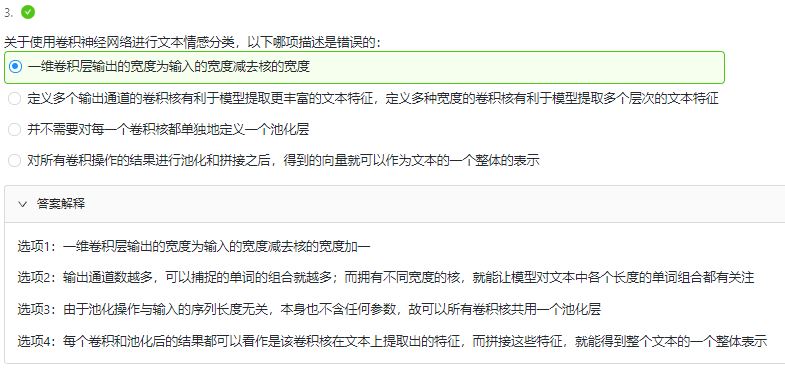 3.
关于使用卷积神经网络进行文本情感分类，以下哪项描述是错误的：
一维卷积层输出的宽度为输入的宽度减去核的宽度
定义多个输出通道的卷积核有利于模型提取更丰富的文本特征，定义多种宽度的卷积核有利于模型提取多个层次的文本特征
并不需要对每一个卷积核都单独地定义一个池化层
对所有卷积操作的结果进行池化和拼接之后，得到的向量就可以作为文本的一个整体的表示
答案解释
选项1：一维卷积层输出的宽度为输入的宽度减去核的宽度加一
选项2：输出通道数越多，可以捕捉的单词的组合就越多；而拥有不同宽度的核，就能让模型对文本中各个长度的单词组合都有关注
选项3：由于池化操作与输入的序列长度无关，本身也不含任何参数，故可以所有卷积核共用一个池化层
选项4：每个卷积和池化后的结果都可以看作是该卷积核在文本上提取出的特征，而拼接这些特征，就能得到整个文本的一个整体表示